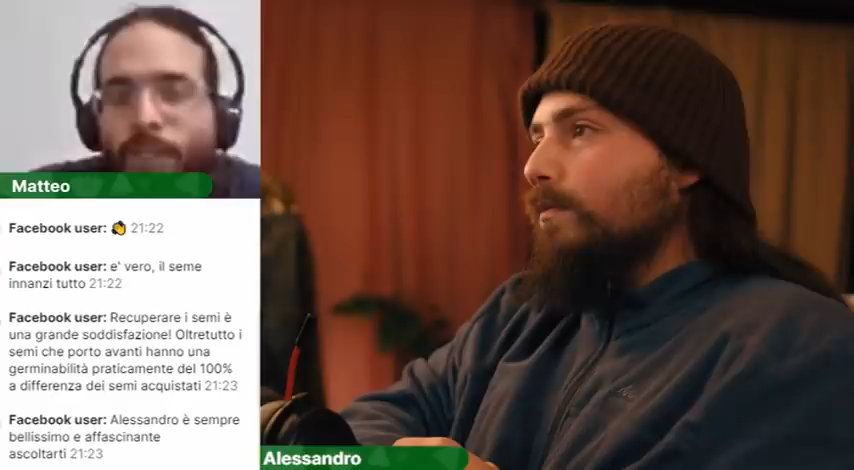 Matteo
Facebook user: 👏 21:22
Facebook user: e' vero, il seme
innanzi tutto 21:22
Facebook user: Recuperare i semi è
una grande soddisfazione! Oltretutto i
semi che porto avanti hanno una
germinabilità praticamente del 100%
a differenza dei semi acquistati 21:23
Facebook user: Alessandro è sempre
bellissimo e affascinante
ascoltarti 21:23
Alessandro